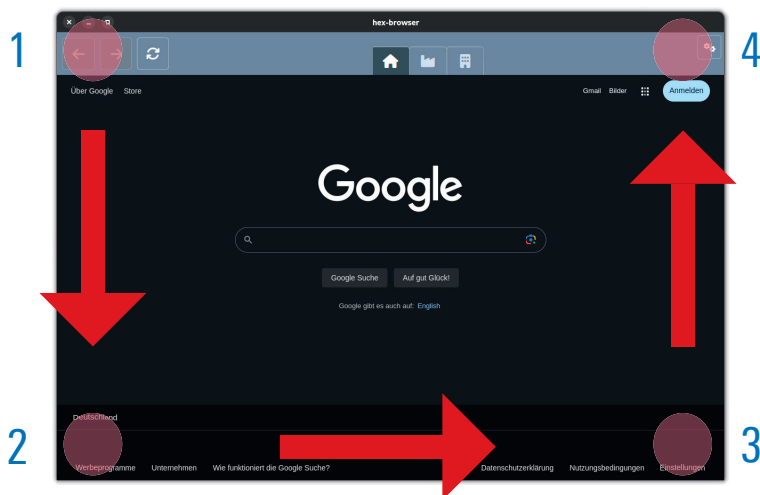 hex-browser
1
4
Über Google Store
Gmail Bilder
Anmelden
Google
Google Suche Auf gut Glück!
Google gibt es auch auf: English
Deutschland
2
3
Werbeprogramme Unternehmen Wie funktioniert die Google Suche? Datenschutzerklärung Nutzungsbedingungen Einstellungen